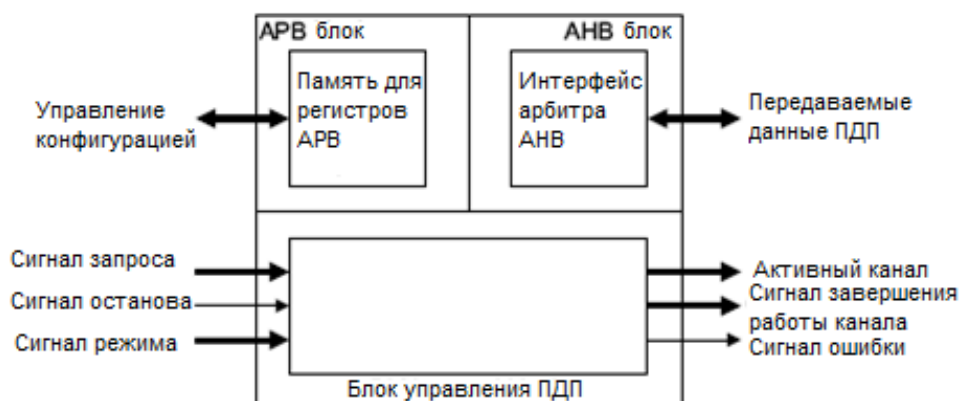 APB блок
AHB блок
Память для
регистров
APB
Интерфейс
арбитра
AHB
Управление
конфигурацией
Передаваемые
данные ПДП
Сигнал запроса
Сигнал останова
Сигнал режима
Активный канал
Сигнал завершения
работы канала
Сигнал ошибки
Блок управления ПДП